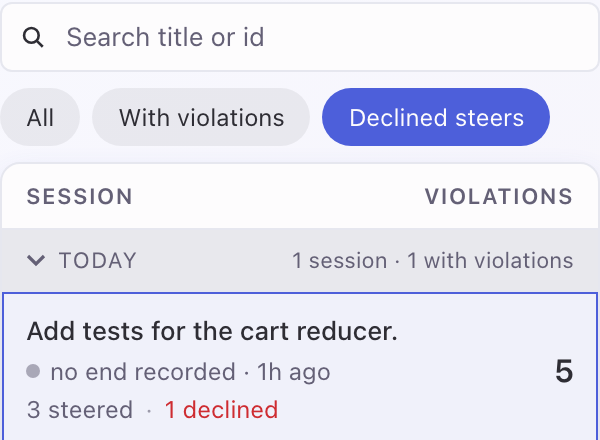 Search title or id
All With violations Declined steers
SESSION VIOLATIONS
TODAY 1 session · 1 with violations
Add tests for the cart reducer.
no end recorded · 1h ago 5
3 steered · 1 declined